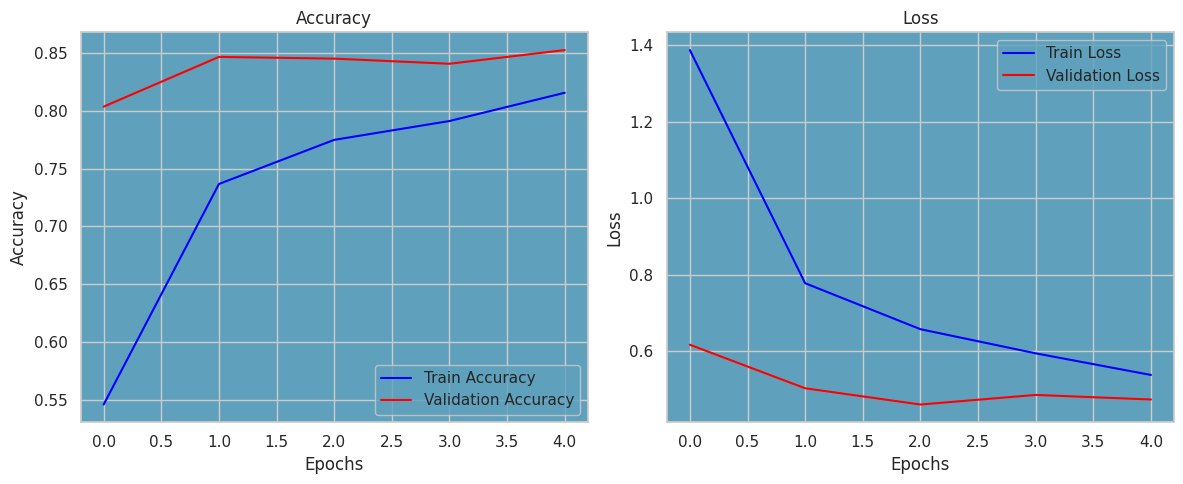 Accuracy
0.85
0.80
0.75
0.70
0.65
0.60
0.55
Accuracy
Train Accuracy
Validation Accuracy
0.0 0.5 1.0 1.5 2.0 2.5 3.0 3.5 4.0
Epochs
Loss
1.4
1.2
1.0
0.8
0.6
Loss
Train Loss
Validation Loss
0.0 0.5 1.0 1.5 2.0 2.5 3.0 3.5 4.0
Epochs